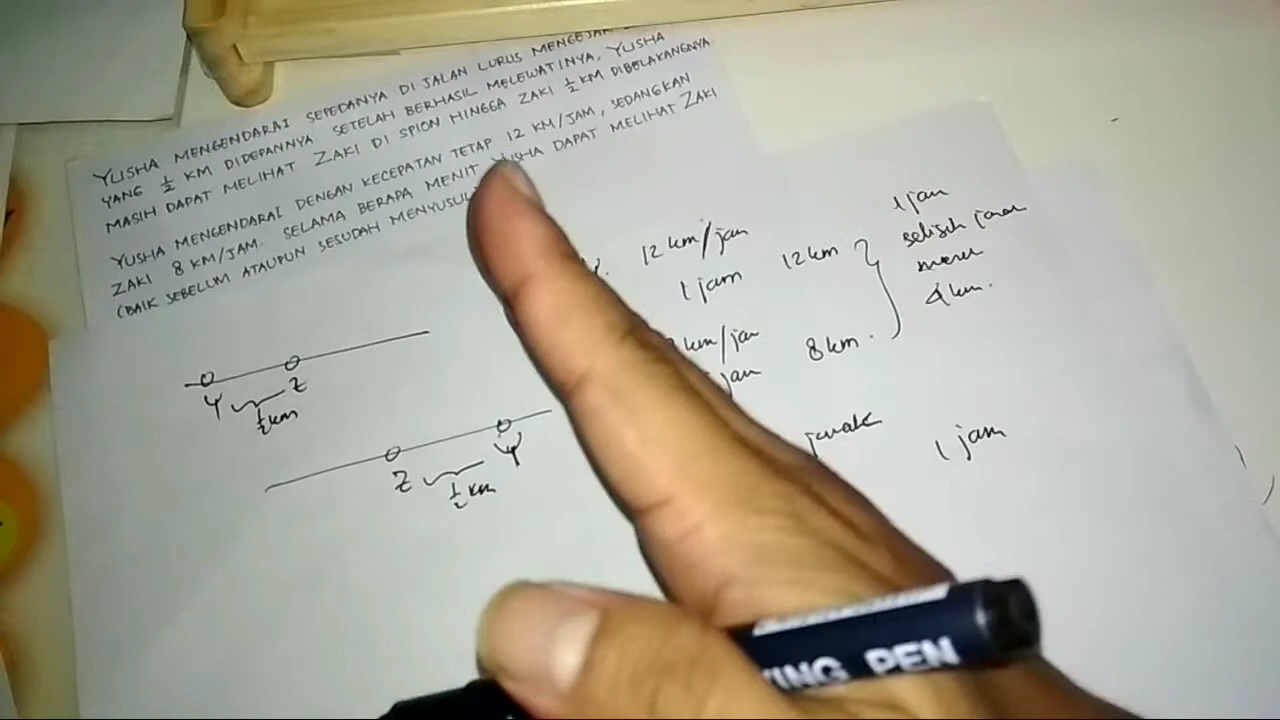 YUSHA MENGENDARAI SEPEDANYA DI JALAN LURUS MENGEJAR
YANG 1/2 KM DIDEPANNYA. SETELAH BERHASIL MELEWATINYA, YUSHA
MASIH DAPAT MELIHAT ZAKI DI SPION HINGGA ZAKI 1/2 KM DIBELAKANGNYA.
YUSHA MENGENDARAI DENGAN KECEPATAN TETAP 12 KM/JAM, SEDANGKAN
ZAKI 8 KM/JAM. SELAMA BERAPA MENIT YUSHA DAPAT MELIHAT ZAKI
(BAIK SEBELUM ATAUPUN SESUDAH MENYUSUL
Y Z
1/2 km
Z Y
1/2 km
12 km/jam
1 jam 12 km
km/jam
jam 8 km.
1 jam
selisih jarak
4 km.
jarak 1 jam
KING PEN